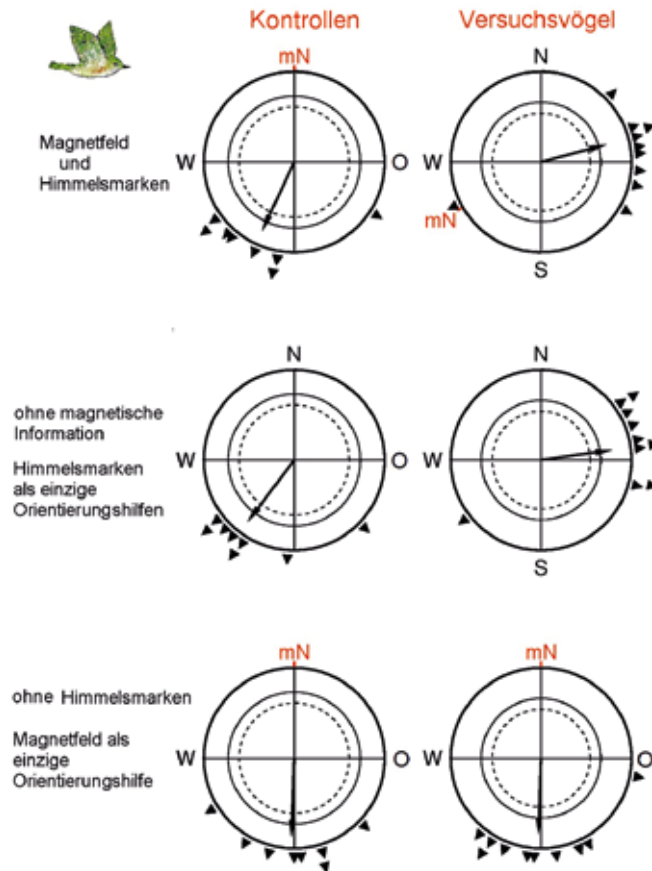 Kontrollen Versuchsvögel
mN N
Magnetfeld
und
Himmelsmarken
W O W
mN
S
N N
ohne magnetische
Information
Himmelsmarken
als einzige
Orientierungshilfen
W O W
S
mN mN
ohne Himmelsmarken
Magnetfeld als
einzige
Orientierungshilfe
W O W O